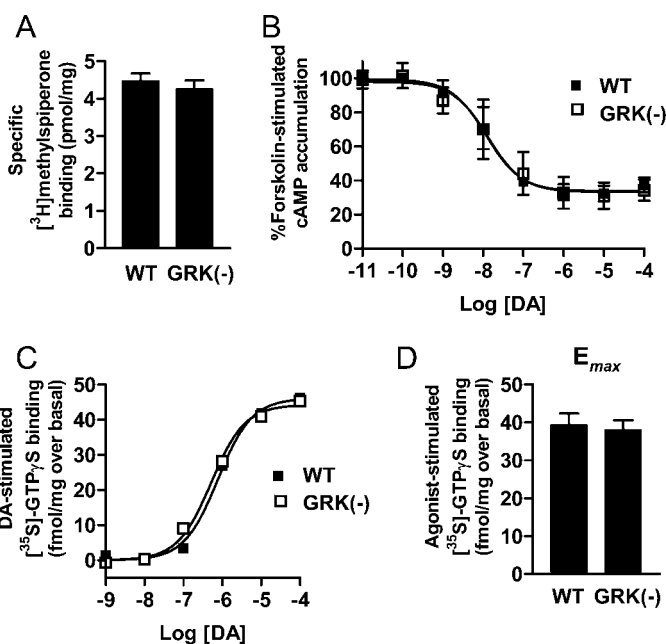 A
Specific
[³H]methylspiperone
binding (pmol/mg)
5
4
3
2
1
0
WT GRK(-)
B
%Forskolin-stimulated
cAMP accumulation
100
80
60
40
20
0
-11 -10 -9 -8 -7 -6 -5 -4
Log [DA]
WT
GRK(-)
C
DA-stimulated
[³⁵S]-GTPγS binding
(fmol/mg over basal)
50
40
30
20
10
0
-9 -8 -7 -6 -5 -4
Log [DA]
WT
GRK(-)
D
Emax
Agonist-stimulated
[³⁵S]-GTPγS binding
(fmol/mg over basal)
50
40
30
20
10
0
WT GRK(-)